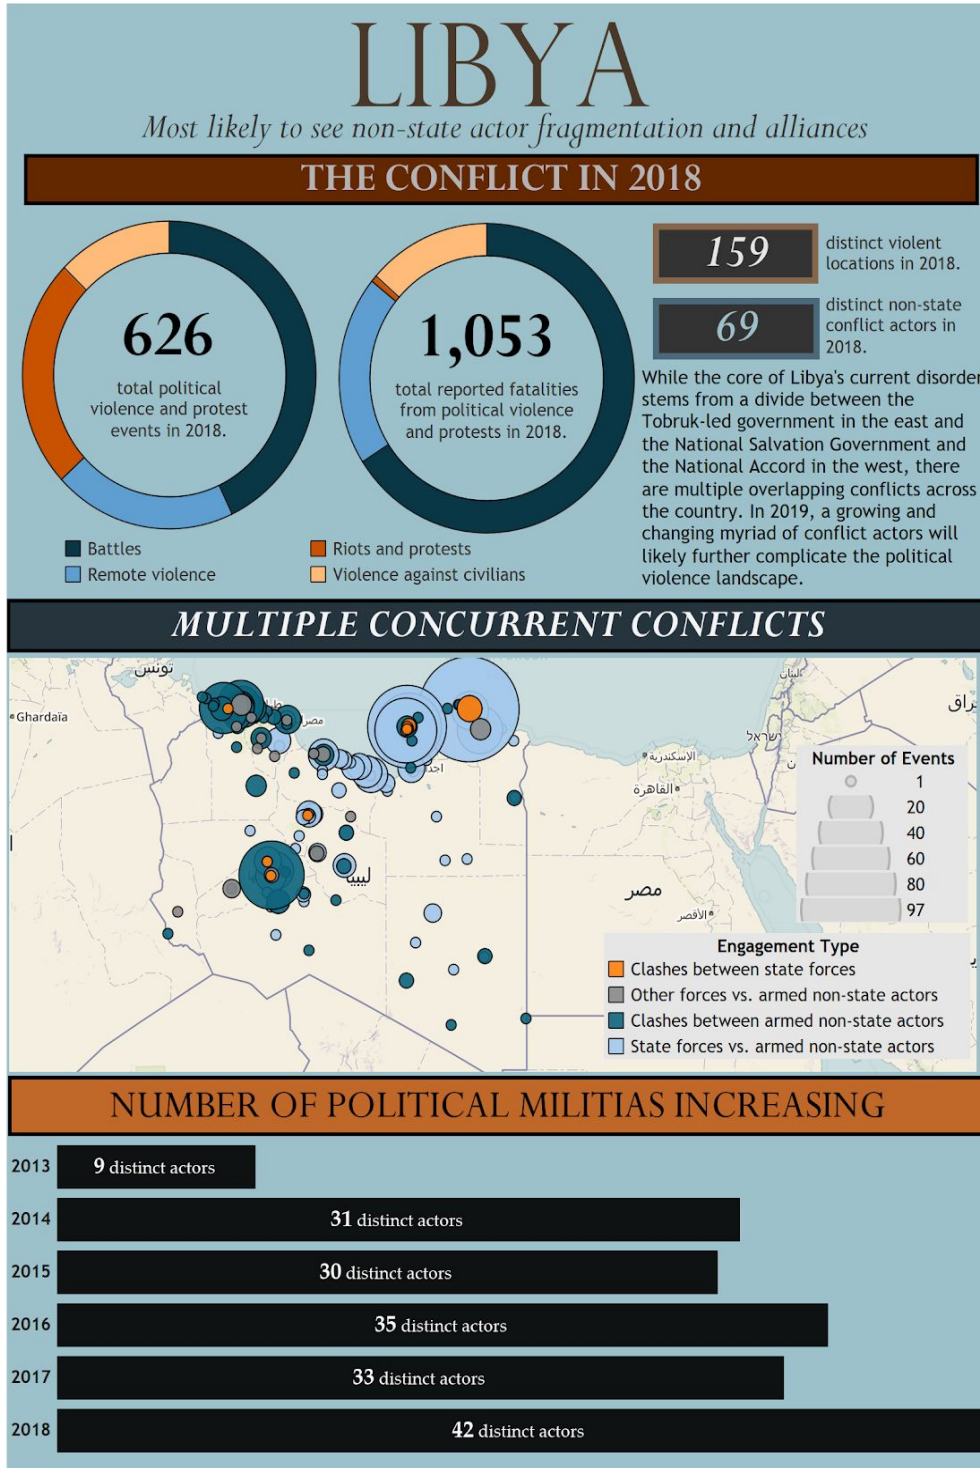 LIBYA
Most likely to see non-state actor fragmentation and alliances
THE CONFLICT IN 2018
626
total political
violence and protest
events in 2018.
1,053
total reported fatalities
from political violence
and protests in 2018.
159
distinct violent
locations in 2018.
69
distinct non-state
conflict actors in
2018.
While the core of Libya's current disorder
stems from a divide between the
Tobruk-led government in the east and
the National Salvation Government and
the National Accord in the west, there
are multiple overlapping conflicts across
the country. In 2019, a growing and
changing myriad of conflict actors will
likely further complicate the political
violence landscape.
Battles
Riots and protests
Remote violence
Violence against civilians
MULTIPLE CONCURRENT CONFLICTS
تونس
لبنان
Ghardaïa
الإسكندرية
القاهرة
ليبيا
مصر
الأقصر
Number of Events
1
20
40
60
80
97
Engagement Type
Clashes between state forces
Other forces vs. armed non-state actors
Clashes between armed non-state actors
State forces vs. armed non-state actors
NUMBER OF POLITICAL MILITIAS INCREASING
2013
9 distinct actors
2014
31 distinct actors
2015
30 distinct actors
2016
35 distinct actors
2017
33 distinct actors
2018
42 distinct actors